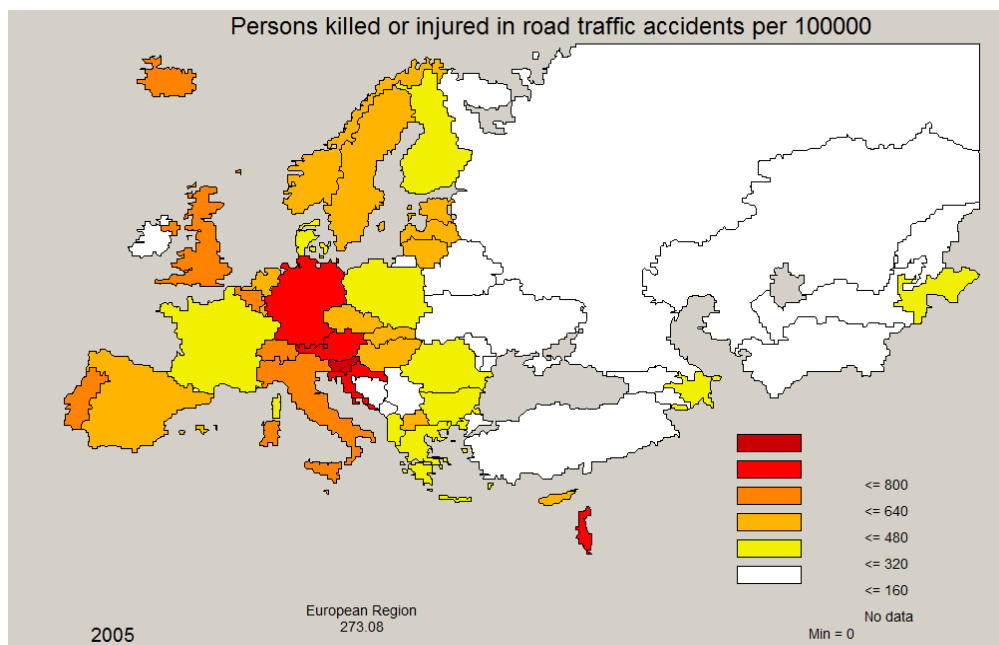 Persons killed or injured in road traffic accidents per 100000
<= 800
<= 640
<= 480
<= 320
<= 160
No data
Min = 0
European Region
273.08
2005